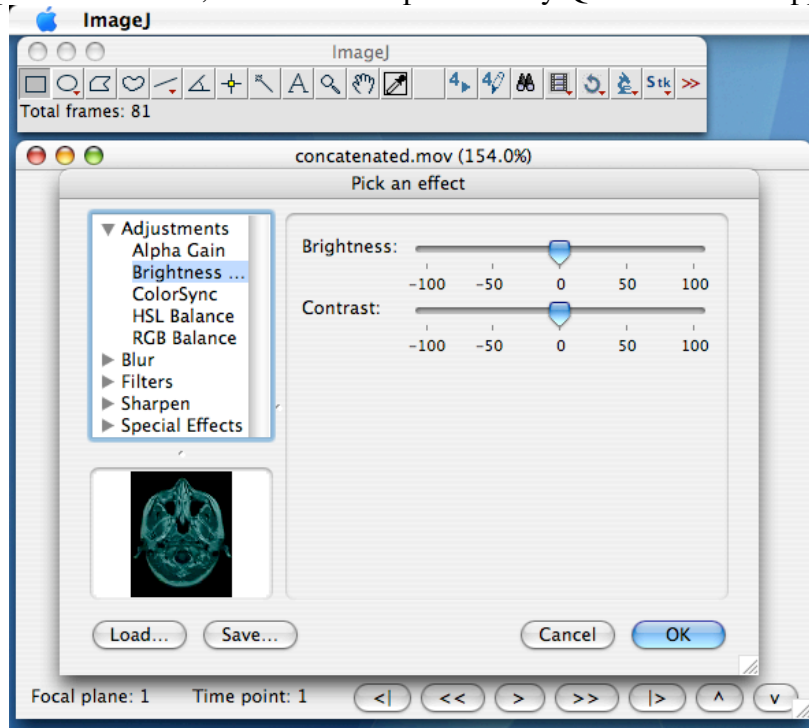 ImageJ
ImageJ
Stk >>
Total frames: 81
concatenated.mov (154.0%)
Pick an effect
Adjustments
Alpha Gain
Brightness ...
ColorSync
HSL Balance
RGB Balance
Blur
Filters
Sharpen
Special Effects
Brightness:
-100 -50 0 50 100
Contrast:
-100 -50 0 50 100
Load... Save... Cancel OK
Focal plane: 1 Time point: 1 <| << > >> |> ^ v